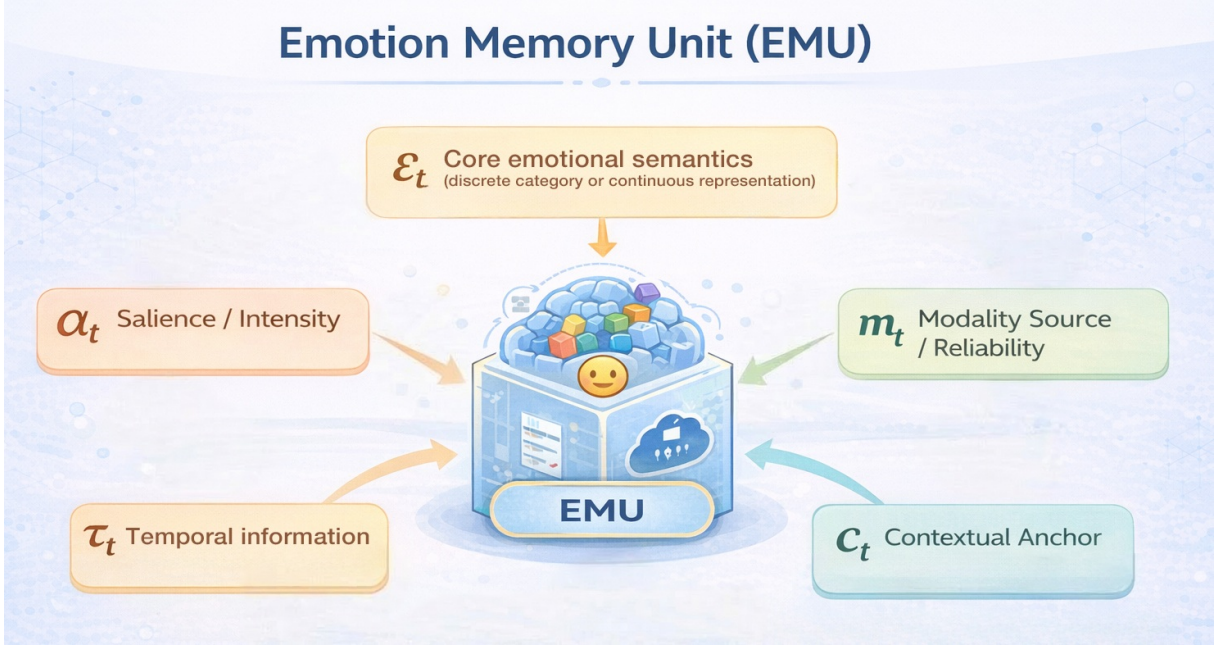 Emotion Memory Unit (EMU)
ℰₜ Core emotional semantics
(discrete category or continuous representation)
αₜ Salience / Intensity
mₜ Modality Source
/ Reliability
EMU
τₜ Temporal information
cₜ Contextual Anchor